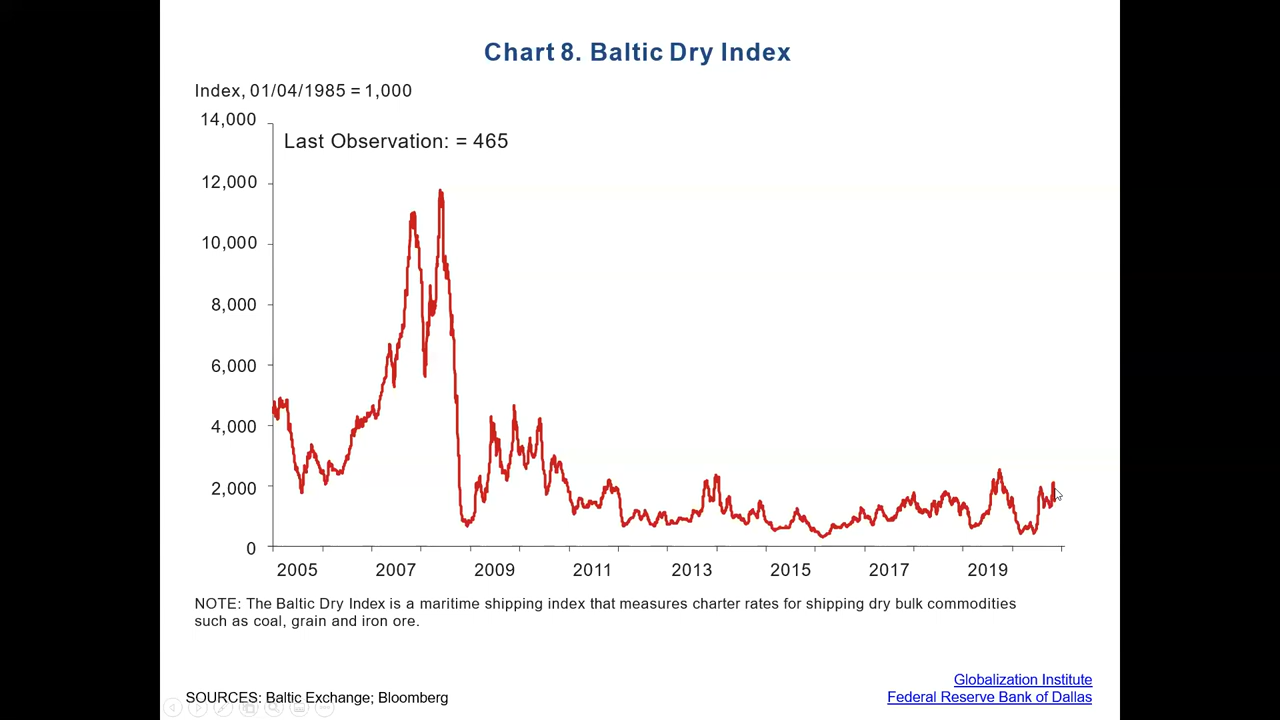 Chart 8. Baltic Dry Index
Index, 01/04/1985 = 1,000
14,000
Last Observation: = 465
12,000
10,000
8,000
6,000
4,000
2,000
0
2005 2007 2009 2011 2013 2015 2017 2019
NOTE: The Baltic Dry Index is a maritime shipping index that measures charter rates for shipping dry bulk commodities
such as coal, grain and iron ore.
Globalization Institute
SOURCES: Baltic Exchange; Bloomberg
Federal Reserve Bank of Dallas